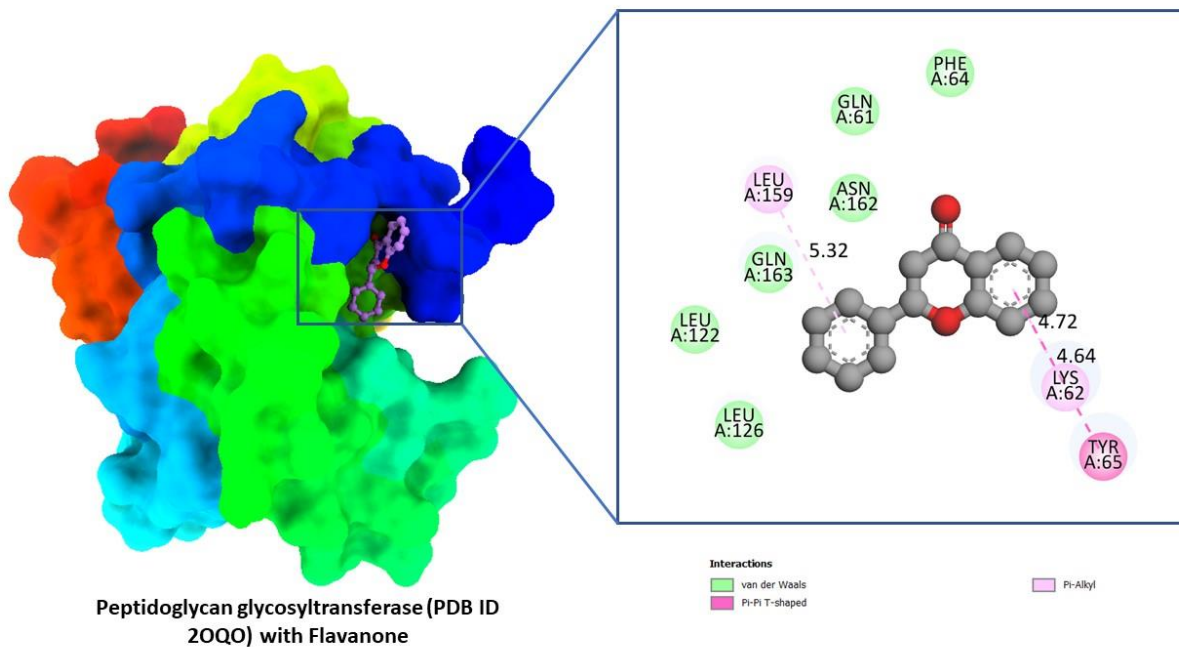 PHE
A:64
GLN
A:61
LEU
A:159
ASN
A:162
5.32
GLN
A:163
LEU
A:122
4.72
4.64
LYS
A:62
LEU
A:126
TYR
A:65
Interactions
van der Waals
Pi-Pi T-shaped
Pi-Alkyl
Peptidoglycan glycosyltransferase (PDB ID
2OQO) with Flavanone